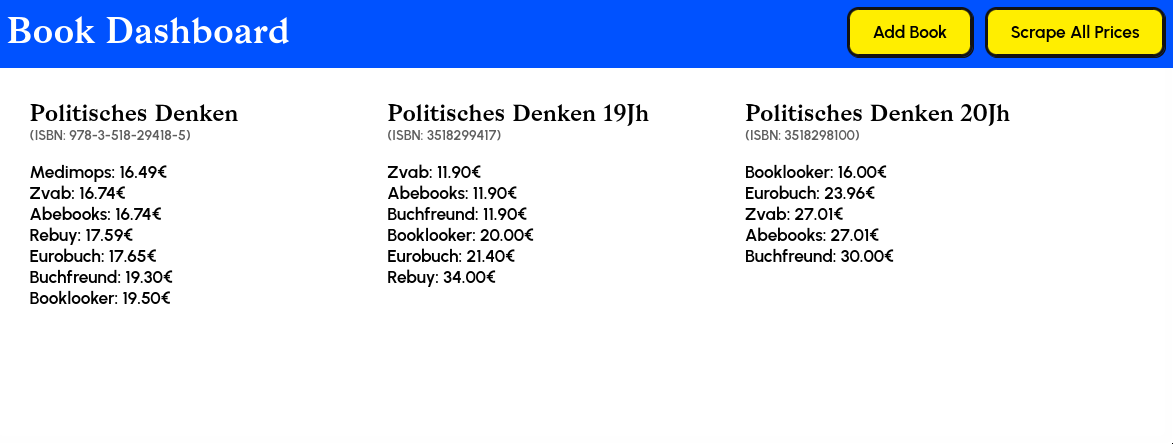 Book Dashboard
Add Book
Scrape All Prices
Politisches Denken
(ISBN: 978-3-518-29418-5)
Medimops: 16.49€
Zvab: 16.74€
Abebooks: 16.74€
Rebuy: 17.59€
Eurobuch: 17.65€
Buchfreund: 19.30€
Booklooker: 19.50€
Politisches Denken 19Jh
(ISBN: 3518299417)
Zvab: 11.90€
Abebooks: 11.90€
Buchfreund: 11.90€
Booklooker: 20.00€
Eurobuch: 21.40€
Rebuy: 34.00€
Politisches Denken 20Jh
(ISBN: 3518298100)
Booklooker: 16.00€
Eurobuch: 23.96€
Zvab: 27.01€
Abebooks: 27.01€
Buchfreund: 30.00€